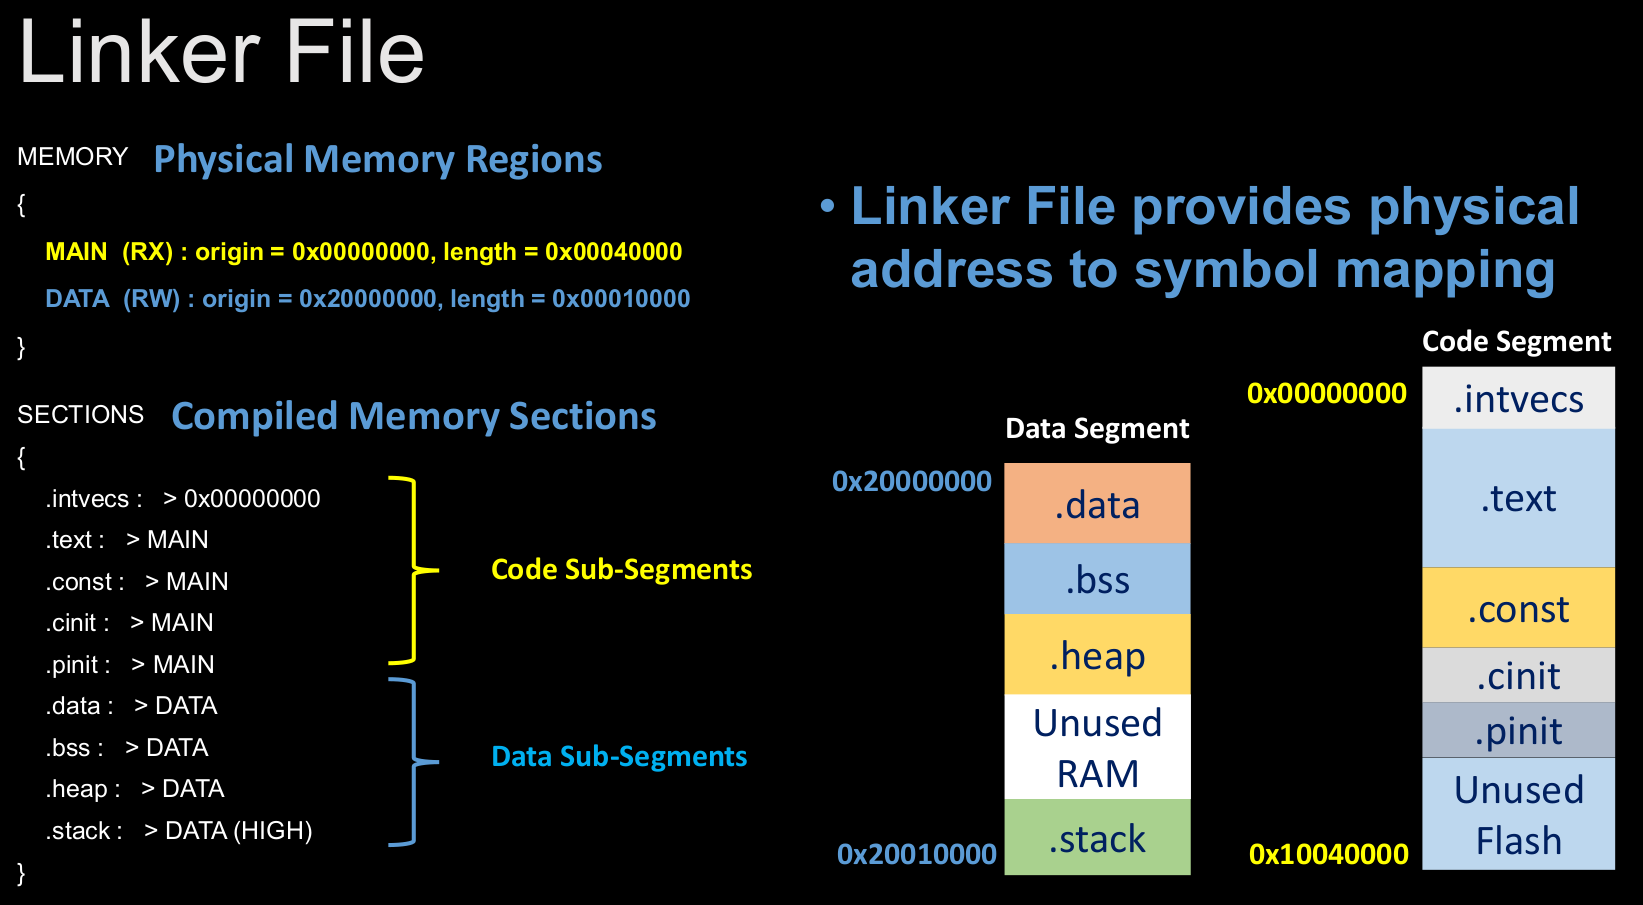 Linker File
MEMORY Physical Memory Regions
{
MAIN (RX) : origin = 0x00000000, length = 0x00040000
DATA (RW) : origin = 0x20000000, length = 0x00010000
}
SECTIONS Compiled Memory Sections
{
.intvecs : > 0x00000000
.text : > MAIN
.const : > MAIN
.cinit : > MAIN
.pinit : > MAIN
.data : > DATA
.bss : > DATA
.heap : > DATA
.stack : > DATA (HIGH)
}
Code Sub-Segments
Data Sub-Segments
• Linker File provides physical
address to symbol mapping
Data Segment
0x20000000
.data
.bss
.heap
Unused
RAM
.stack
0x20010000
Code Segment
0x00000000
.intvecs
.text
.const
.cinit
.pinit
Unused
Flash
0x10040000